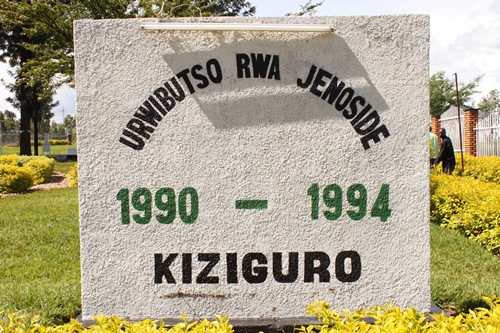 URWIBUTSO RWA JENOSIDE
1990 – 1994
KIZIGURO